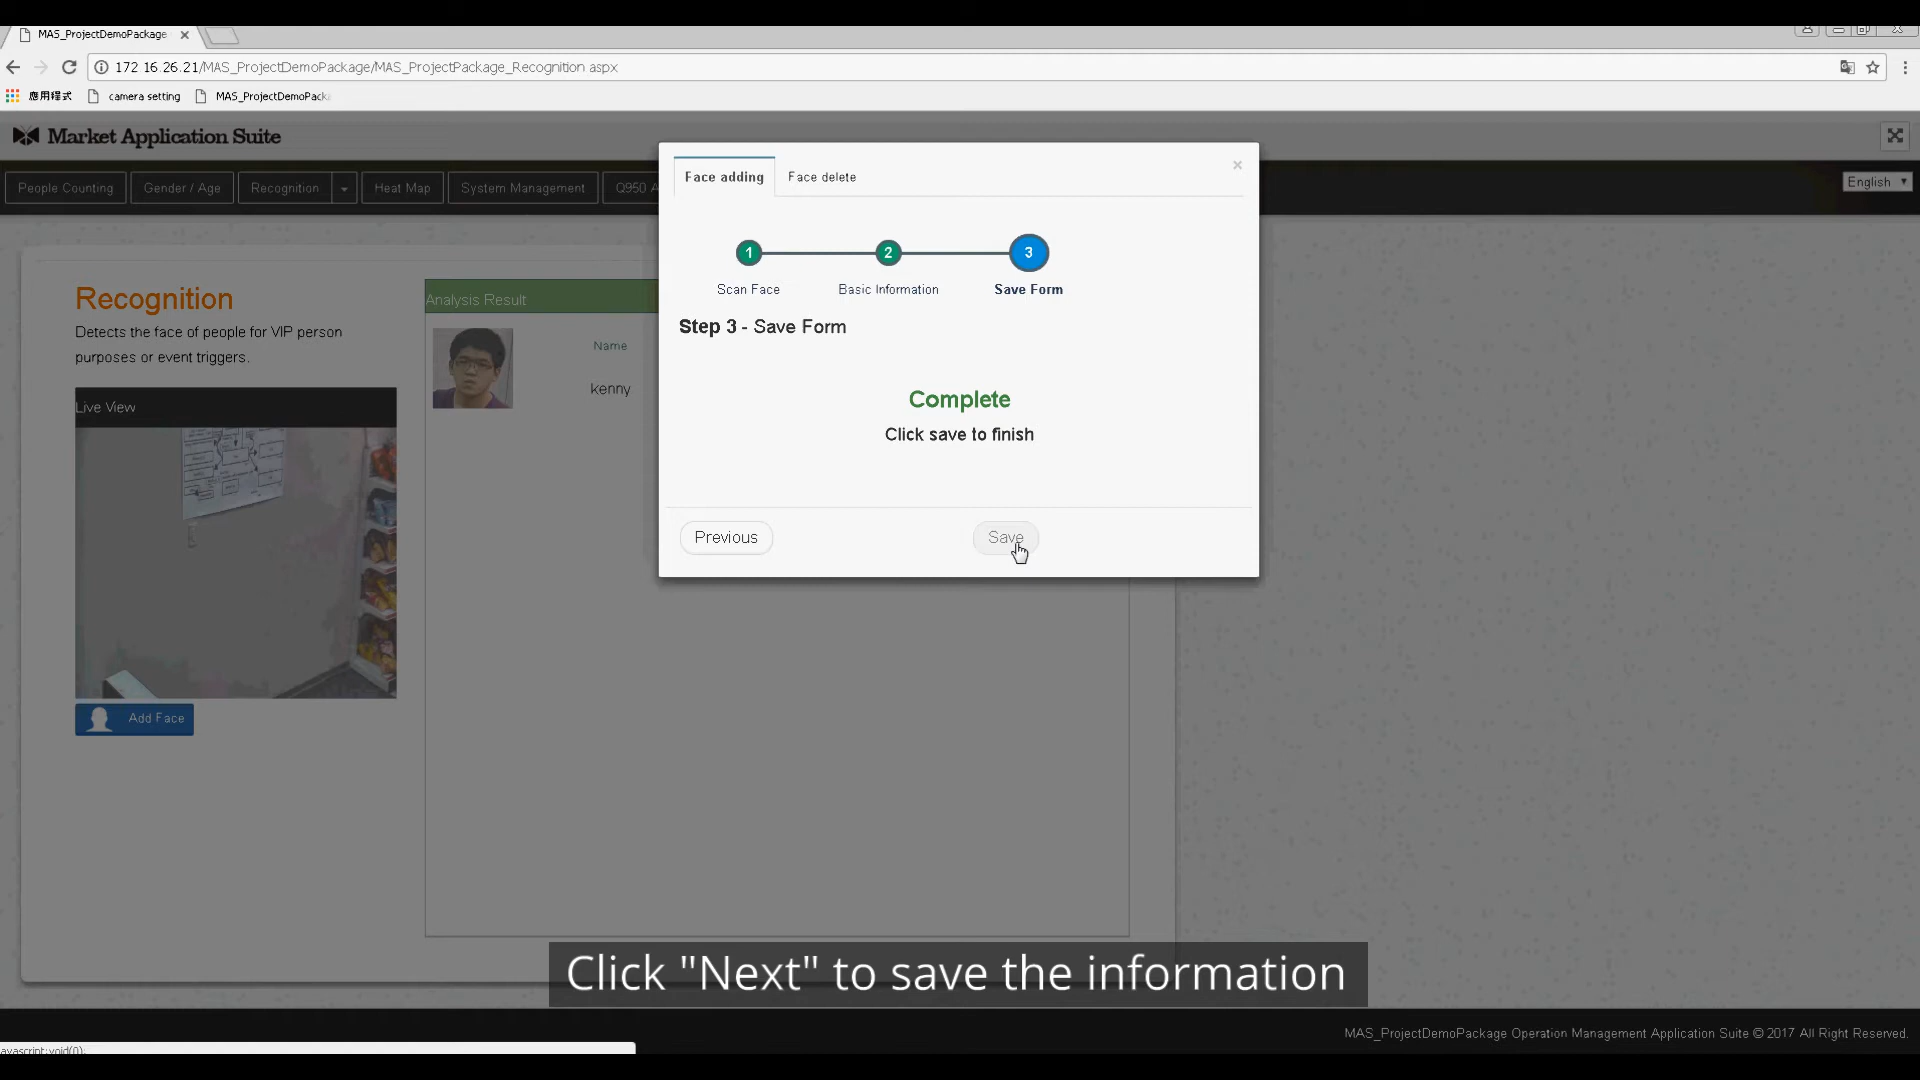 MAS_ProjectDemoPackage
172 16.26.21/MAS_ProjectDemoPackage/MAS_ProjectPackage_Recognition aspx
應用程式 camera setting MAS_ProjectDemoPack
Market Application Suite
People Counting Gender / Age Recognition Heat Map System Management Q950 A English
Face adding Face delete
1 2 3
Scan Face Basic Information Save Form
Step 3 - Save Form
Complete
Click save to finish
Previous Save
Recognition
Detects the face of people for VIP person
purposes or event triggers.
Live View
Add Face
Analysis Result
Name
kenny
Click "Next" to save the information
MAS_ProjectDemoPackage Operation Management Application Suite © 2017 All Right Reserved.
avascript:void(0);